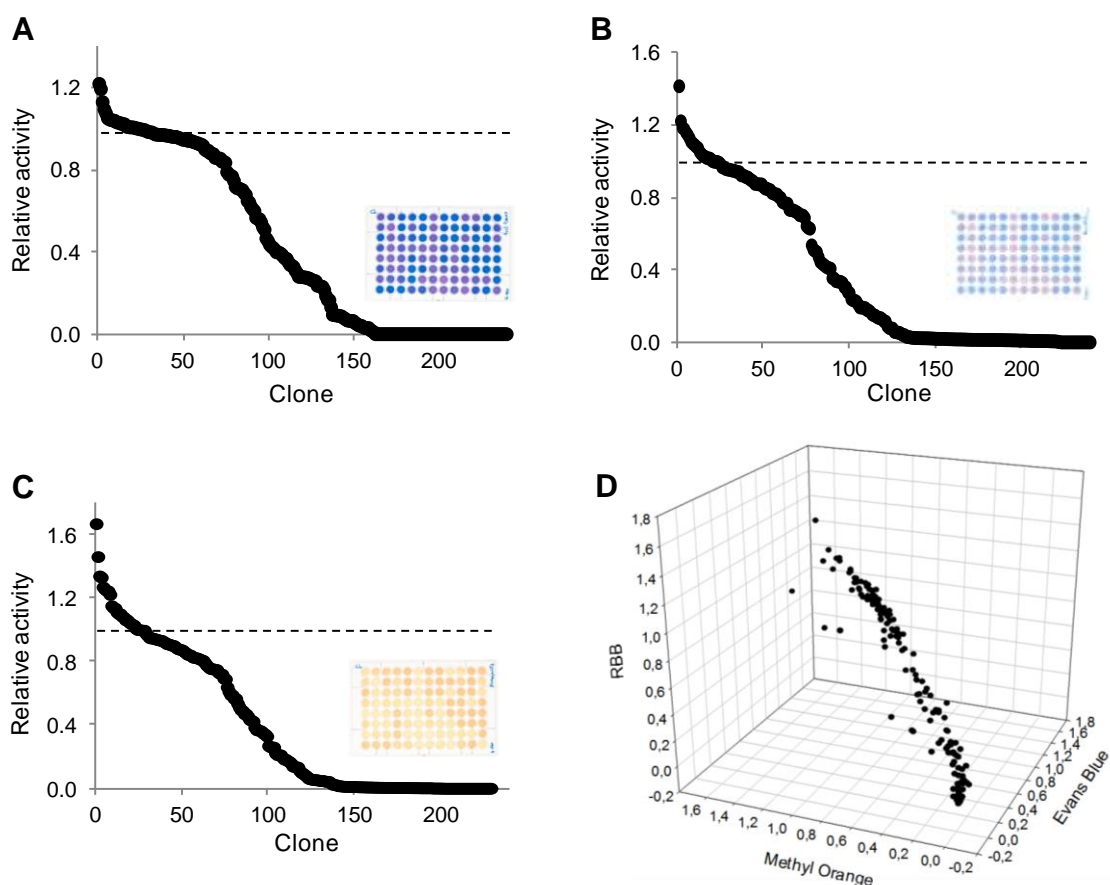 A
Relative activity
1.2
0.8
0.4
0.0
0 50 100 150 200
Clone
B
Relative activity
1.6
1.2
0.8
0.4
0.0
0 50 100 150 200
Clone
C
Relative activity
1.6
1.2
0.8
0.4
0.0
0 50 100 150 200
Clone
D
RBB
1,8
1,6
1,4
1,2
1,0
0,8
0,6
0,4
0,2
0,0
-0,2
1,6 1,4 1,2 1,0 0,8 0,6 0,4 0,2 0,0 -0,2
Methyl Orange
1,8
1,6
1,4
1,2
1,0
0,8
0,6
0,4
0,2
0,0
-0,2
Evans Blue